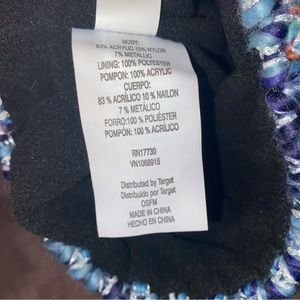 BODY:
83% ACRYLIC 10% NYLON
7% METALLIC
LINING: 100% POLYESTER
POMPON: 100% ACRYLIC
CUERPO:
83 % ACRÍLICO 10 % NAILON
7 % METÁLICO
FORRO:100 % POLIÉSTER
POMPÓN: 100 % ACRÍLICO
RN17730
VN1068915
Distributed by Target
Distribuido por Target
OSFM
MADE IN CHINA
HECHO EN CHINA